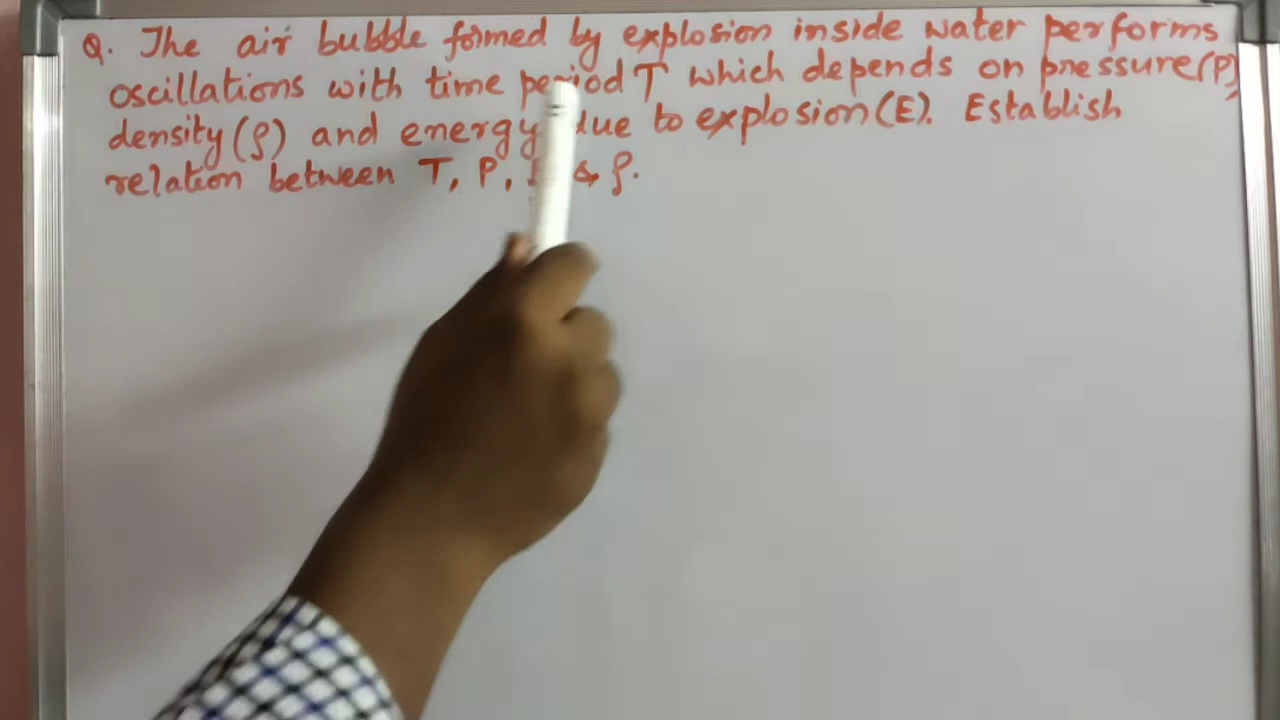 Q. The air bubble formed by explosion inside water performs
oscillations with time period T which depends on pressure(P),
density(ρ) and energy due to explosion(E). Establish
relation between T, P, E & ρ.